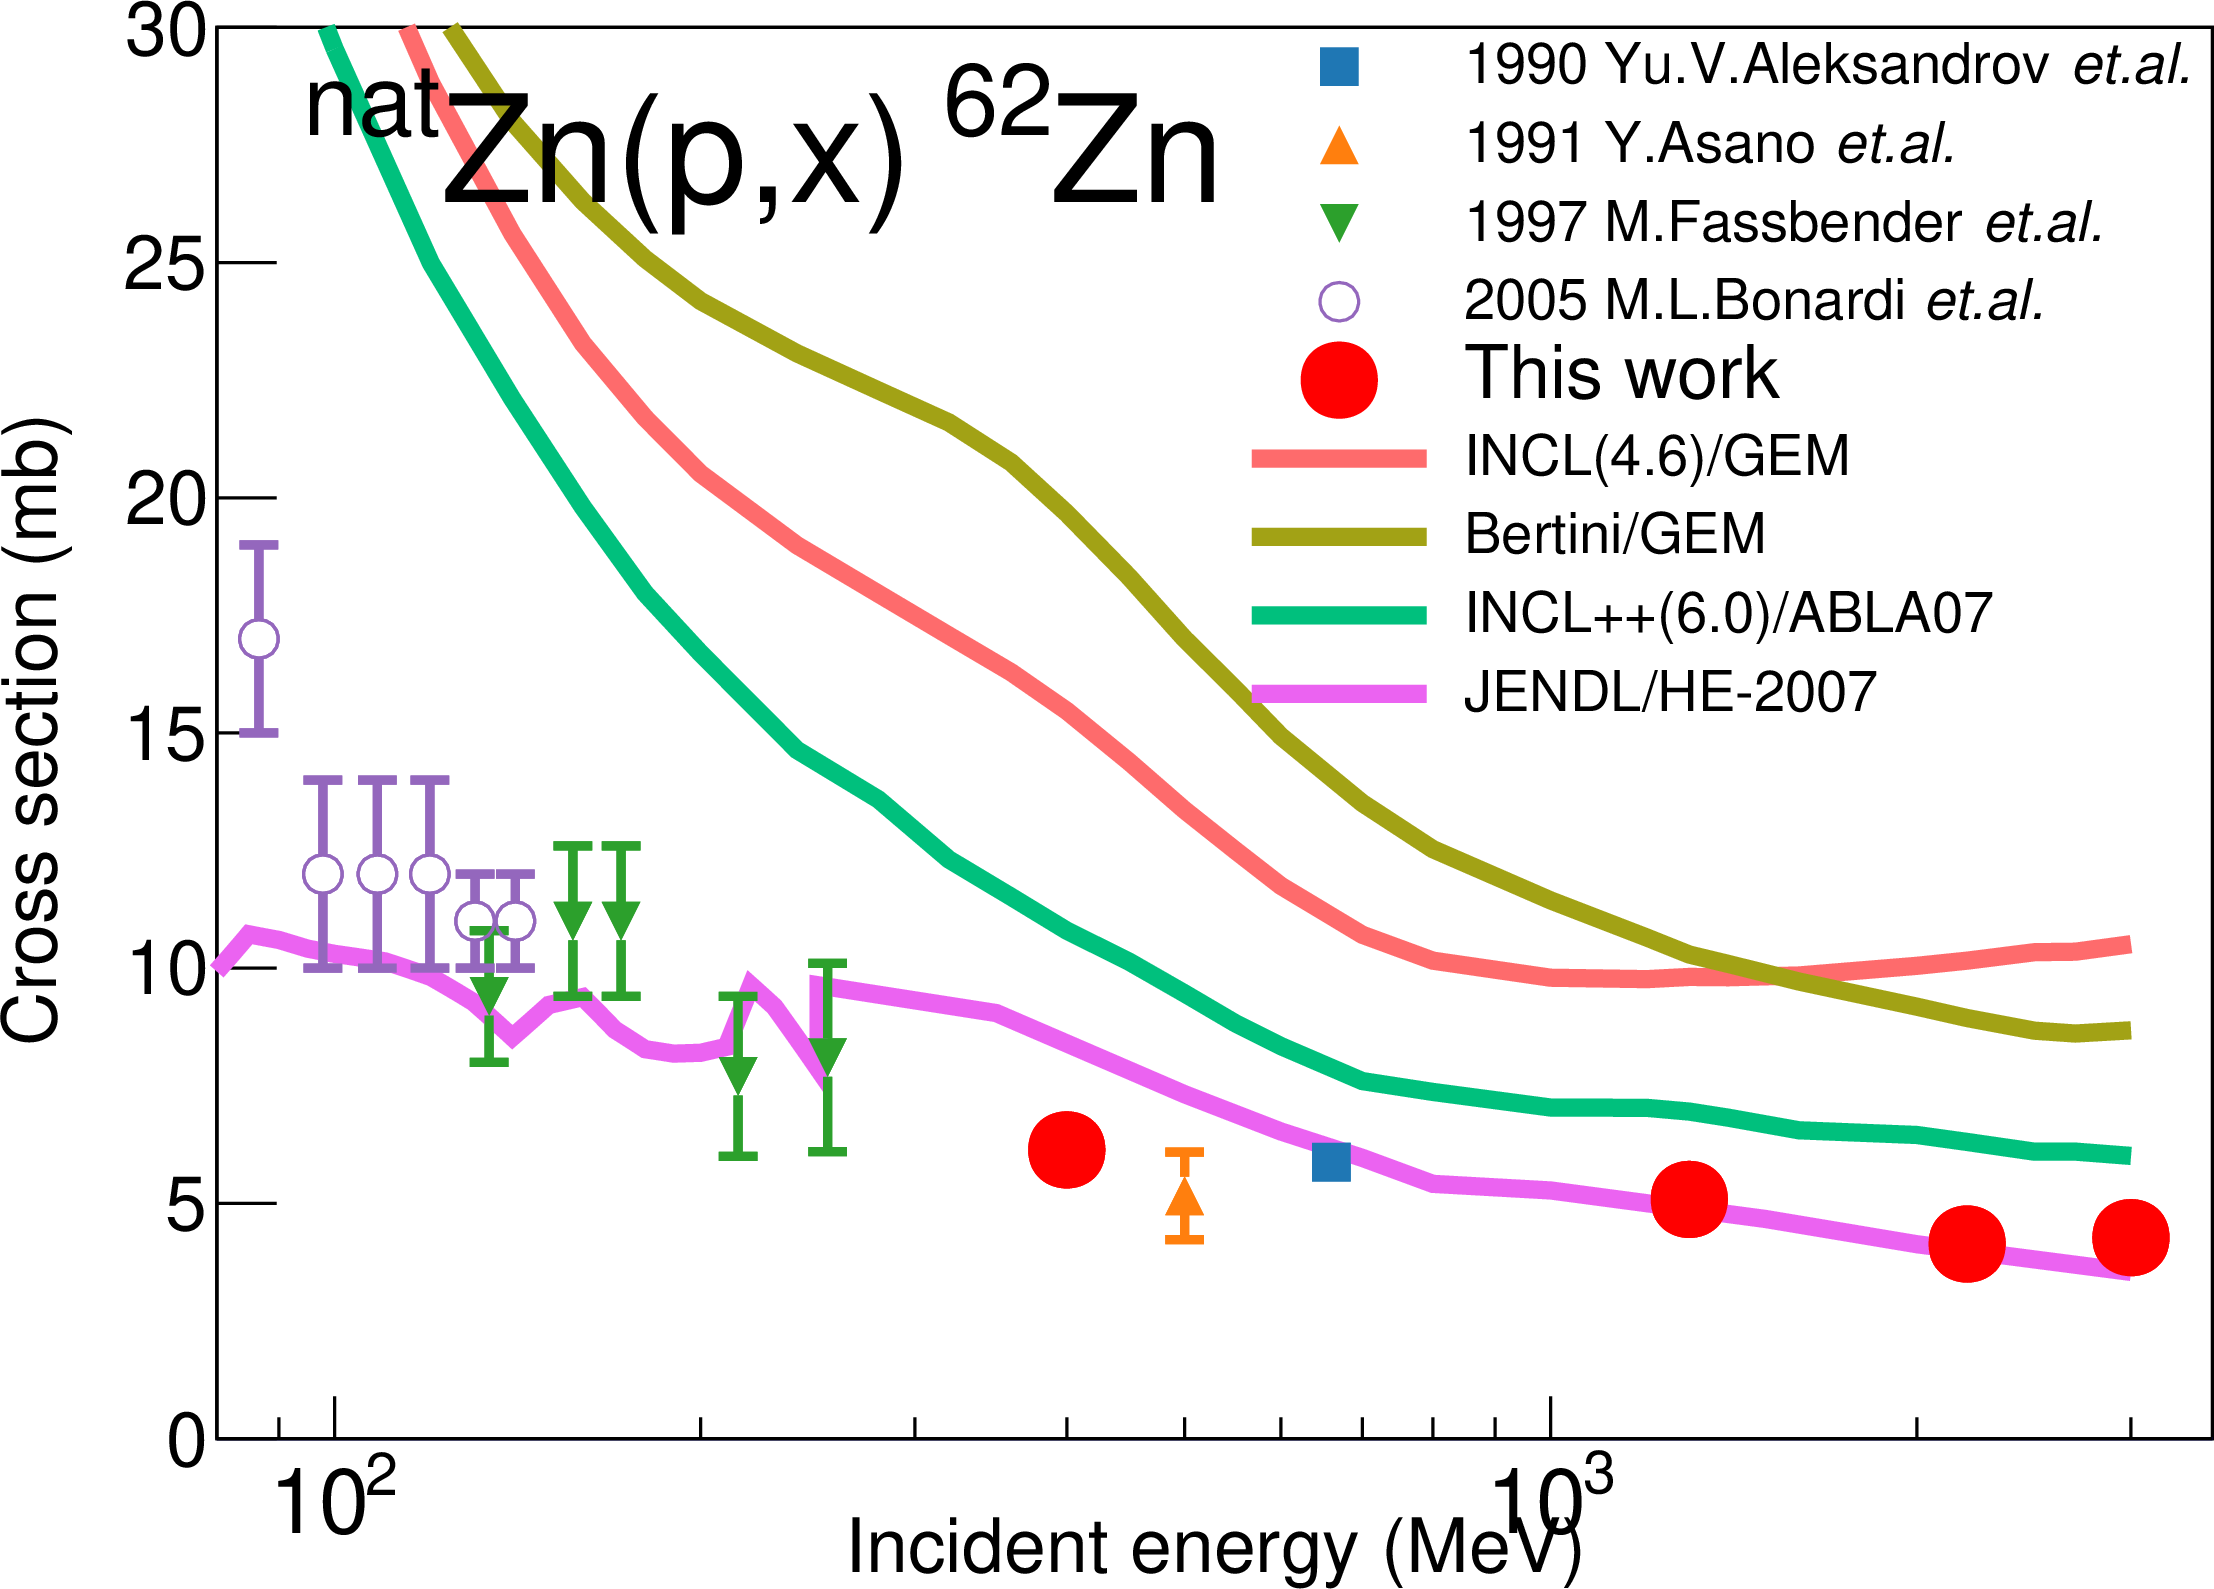 30
25
20
15
10
5
0
Cross section (mb)
natZn(p,x) 62Zn
1990 Yu.V.Aleksandrov et.al.
1991 Y.Asano et.al.
1997 M.Fassbender et.al.
2005 M.L.Bonardi et.al.
This work
INCL(4.6)/GEM
Bertini/GEM
INCL++(6.0)/ABLA07
JENDL/HE-2007
10²
10³
Incident energy (MeV)